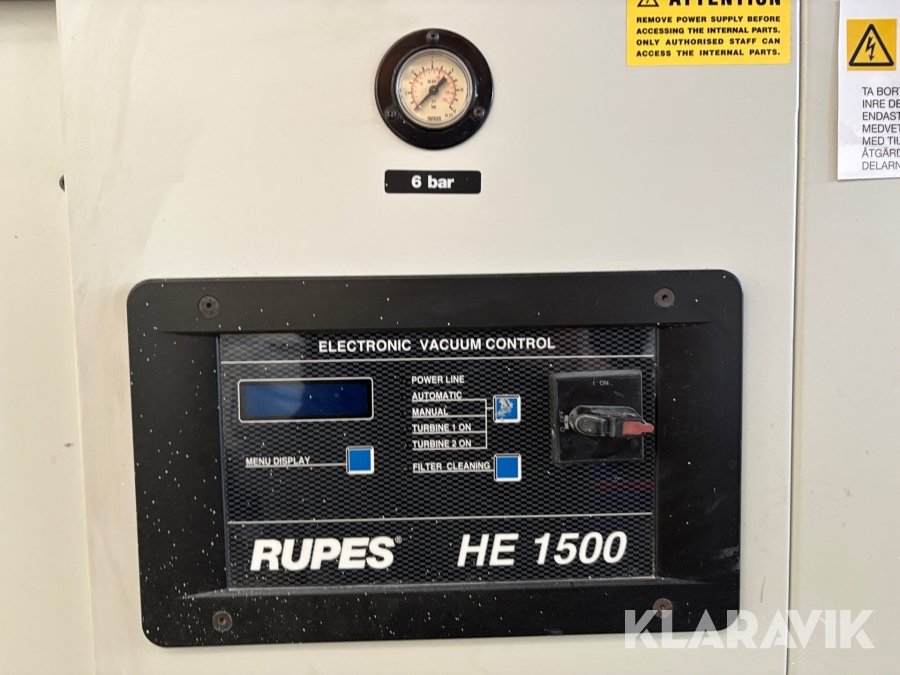 ATTENTION
REMOVE POWER SUPPLY BEFORE
ACCESSING THE INTERNAL PARTS.
ONLY AUTHORISED STAFF CAN
ACCESS THE INTERNAL PARTS.
TA BORT
INRE DE
ENDAST
MEDVET
MED TIL
ÅTGÄRD
DELARN
6 bar
ELECTRONIC VACUUM CONTROL
POWER LINE
AUTOMATIC
MANUAL
TURBINE 1 ON
TURBINE 2 ON
MENU DISPLAY
FILTER CLEANING
I ON
O OFF
RUPES®
HE 1500
KLARAVIK